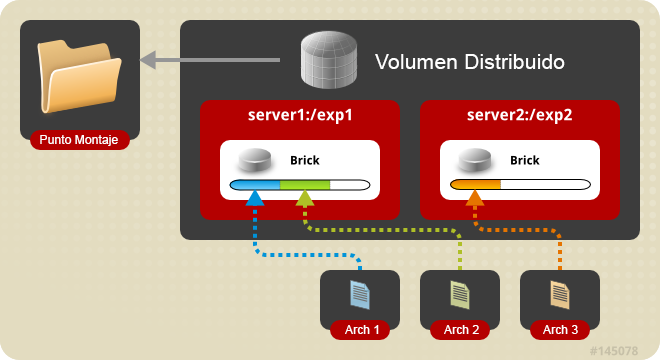 Volumen Distribuido
Punto Montaje
server1:/exp1
server2:/exp2
Brick
Brick
Arch 1
Arch 2
Arch 3
#145078